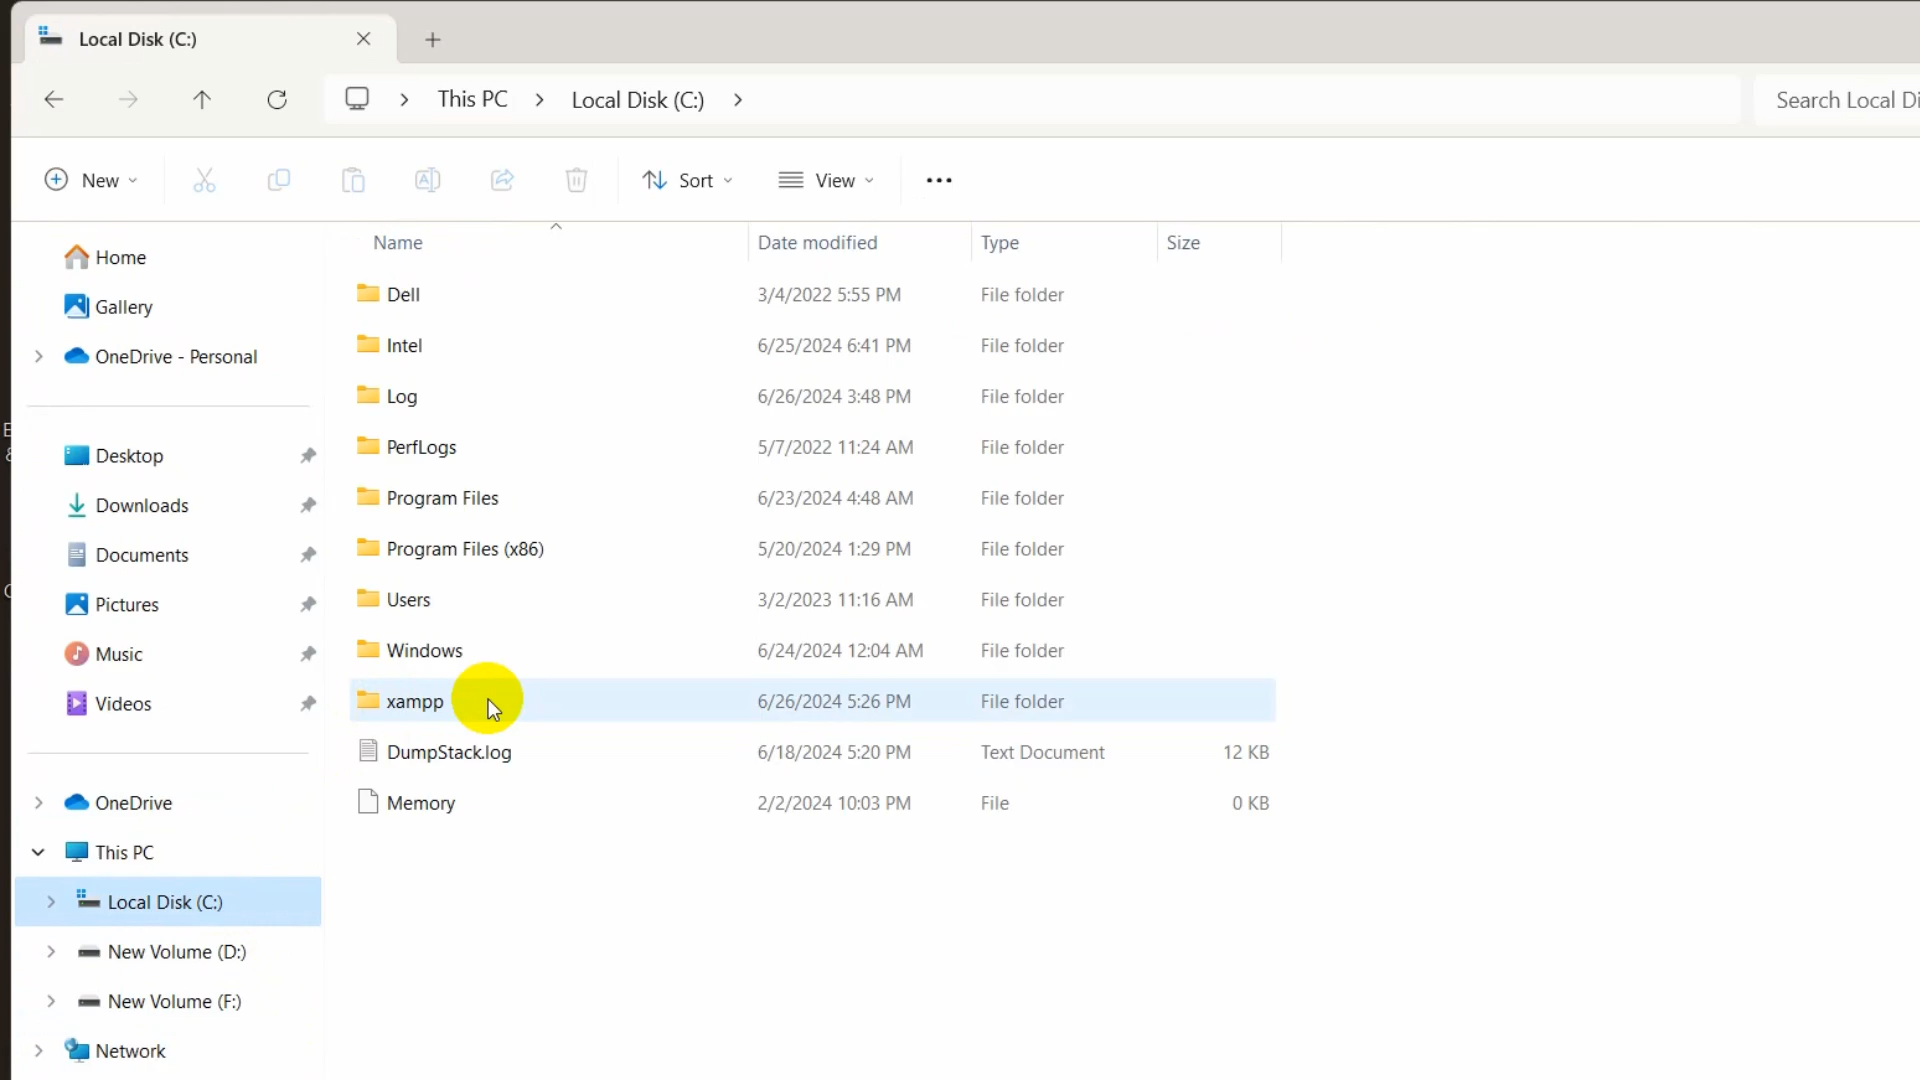 Local Disk (C:)
This PC Local Disk (C:) Search Local Di
New Sort View
Name Date modified Type Size
Home
Gallery
OneDrive - Personal
Desktop
Downloads
Documents
Pictures
Music
Videos
OneDrive
This PC
Local Disk (C:)
New Volume (D:)
New Volume (F:)
Network
Dell 3/4/2022 5:55 PM File folder
Intel 6/25/2024 6:41 PM File folder
Log 6/26/2024 3:48 PM File folder
PerfLogs 5/7/2022 11:24 AM File folder
Program Files 6/23/2024 4:48 AM File folder
Program Files (x86) 5/20/2024 1:29 PM File folder
Users 3/2/2023 11:16 AM File folder
Windows 6/24/2024 12:04 AM File folder
xampp 6/26/2024 5:26 PM File folder
DumpStack.log 6/18/2024 5:20 PM Text Document 12 KB
Memory 2/2/2024 10:03 PM File 0 KB